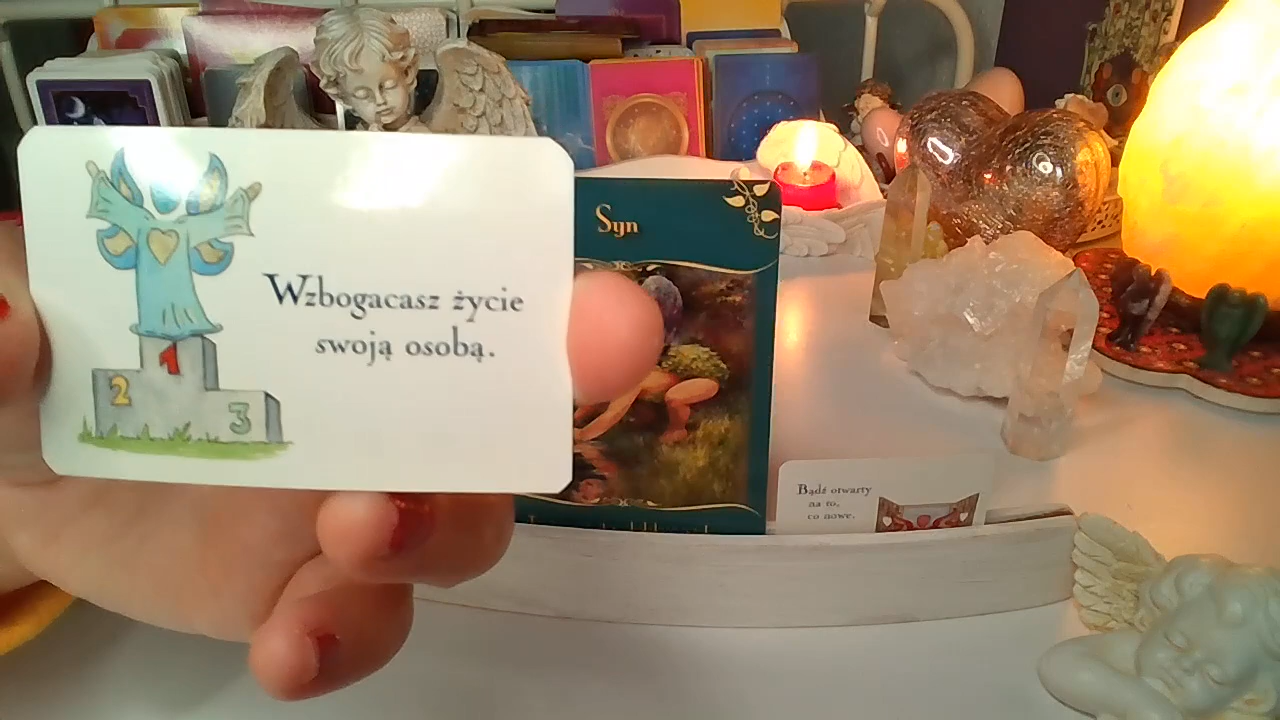 Wzbogacasz życie
swoją osobą.
1
2
3
Syn
Bądź otwarty
na to,
co nowe.